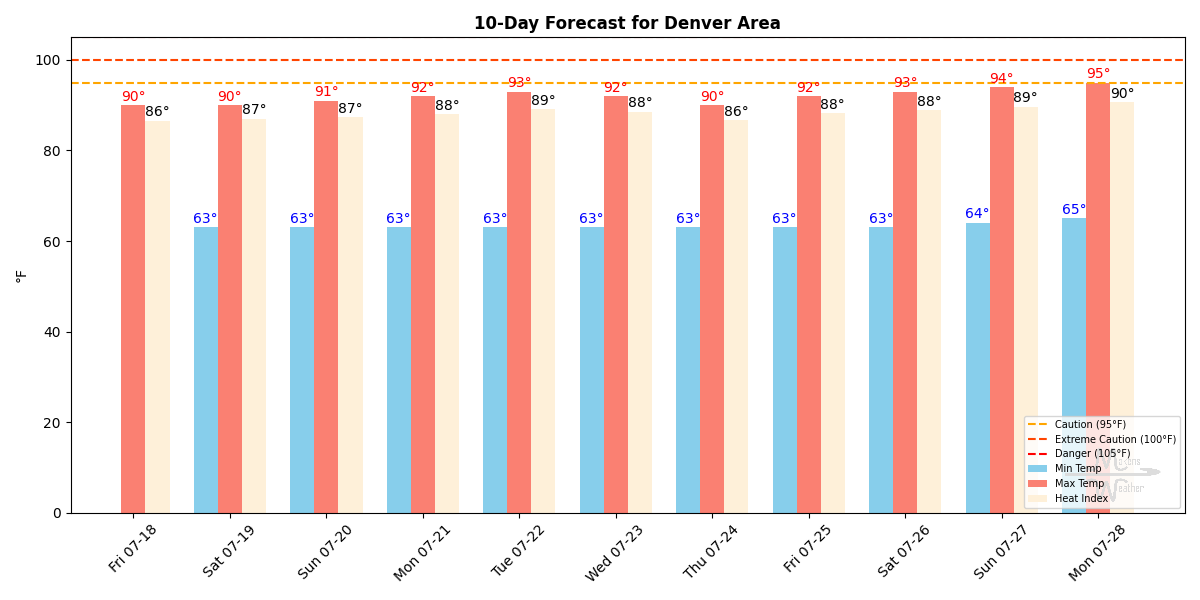 10-Day Forecast for Denver Area
°F
100
80
60
40
20
0
90° 86°
63° 90° 87°
63° 91° 87°
63° 92° 88°
63° 93° 89°
63° 92° 88°
63° 90° 86°
63° 92° 88°
63° 93° 88°
64° 94° 89°
65° 95° 90°
Fri 07-18
Sat 07-19
Sun 07-20
Mon 07-21
Tue 07-22
Wed 07-23
Thu 07-24
Fri 07-25
Sat 07-26
Sun 07-27
Mon 07-28
Caution (95°F)
Extreme Caution (100°F)
Danger (105°F)
Min Temp
Max Temp
Heat Index